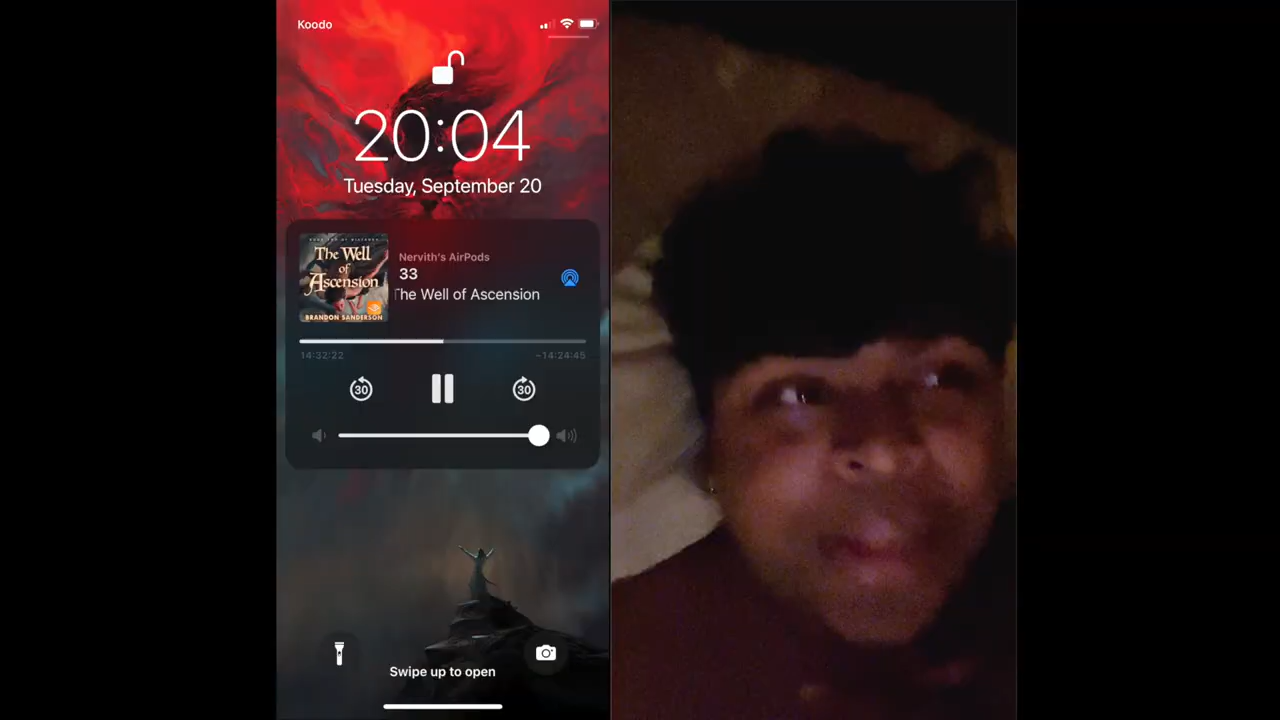 Koodo
20:04
Tuesday, September 20
The Well
of
Ascension
BRANDON SANDERSON
Nervith's AirPods
33
The Well of Ascension
14:32:22
-14:24:45
30
30
Swipe up to open